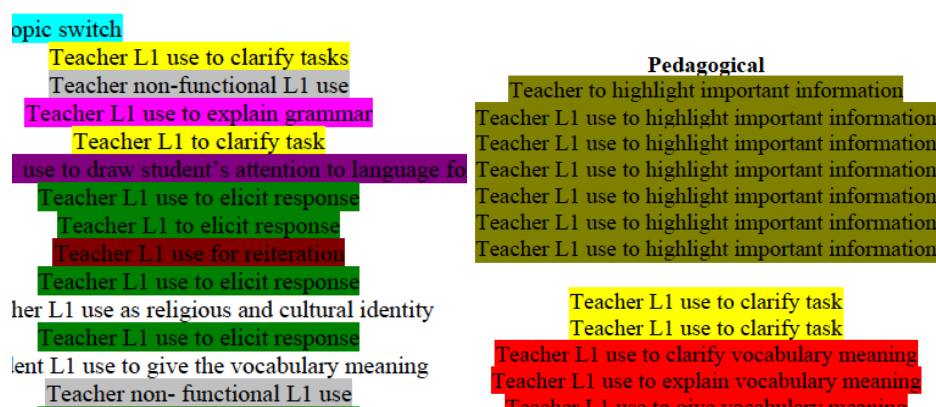 opic switch
Teacher L1 use to clarify tasks
Teacher non-functional L1 use
Teacher L1 use to explain grammar
Teacher L1 to clarify task
use to draw student's attention to language fo
Teacher L1 use to elicit response
Teacher L1 to elicit response
Teacher L1 use for reiteration
Teacher L1 use to elicit response
her L1 use as religious and cultural identity
Teacher L1 use to elicit response
lent L1 use to give the vocabulary meaning
Teacher non- functional L1 use
Pedagogical
Teacher to highlight important information
Teacher L1 use to highlight important information
Teacher L1 use to highlight important information
Teacher L1 use to highlight important information
Teacher L1 use to highlight important information
Teacher L1 use to highlight important information
Teacher L1 use to highlight important information
Teacher L1 use to clarify task
Teacher L1 use to clarify task
Teacher L1 use to clarify vocabulary meaning
Teacher L1 use to explain vocabulary meaning
Teacher L1 use to give vocabulary meaning